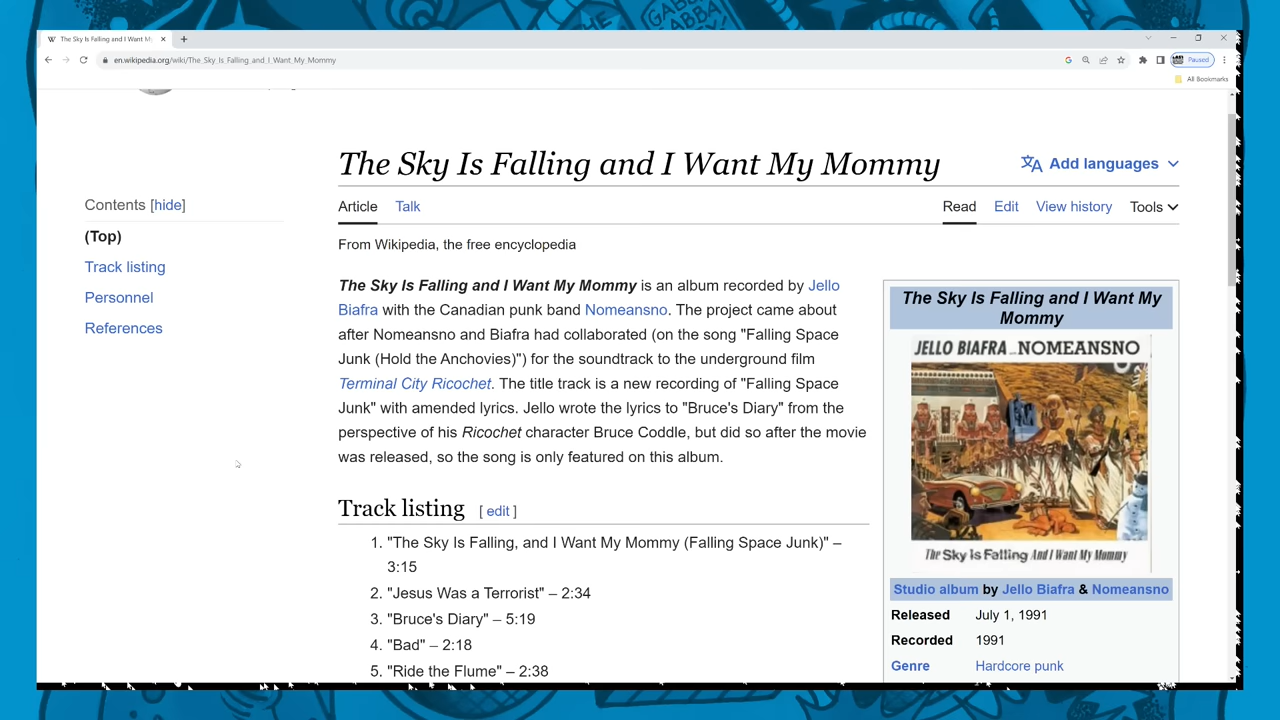 GABBA
GABBA
THE
The Sky Is Falling and I Want M
en.wikipedia.org/wiki/The_Sky_Is_Falling_and_I_Want_My_Mommy
Paused
All Bookmarks
The Sky Is Falling and I Want My Mommy
Add languages
Contents [hide]
(Top)
Track listing
Personnel
References
Article Talk
Read Edit View history Tools
From Wikipedia, the free encyclopedia
The Sky Is Falling and I Want My Mommy is an album recorded by Jello
Biafra with the Canadian punk band Nomeansno. The project came about
after Nomeansno and Biafra had collaborated (on the song "Falling Space
Junk (Hold the Anchovies)") for the soundtrack to the underground film
Terminal City Ricochet. The title track is a new recording of "Falling Space
Junk" with amended lyrics. Jello wrote the lyrics to "Bruce's Diary" from the
perspective of his Ricochet character Bruce Coddle, but did so after the movie
was released, so the song is only featured on this album.
Track listing [ edit ]
1. "The Sky Is Falling, and I Want My Mommy (Falling Space Junk)" –
3:15
2. "Jesus Was a Terrorist" – 2:34
3. "Bruce's Diary" – 5:19
4. "Bad" – 2:18
5. "Ride the Flume" – 2:38
The Sky Is Falling and I Want My
Mommy
JELLO BIAFRA NOMEANSNO
The Sky is Falling And I Want My Mommy
Studio album by Jello Biafra & Nomeansno
Released July 1, 1991
Recorded 1991
Genre Hardcore punk